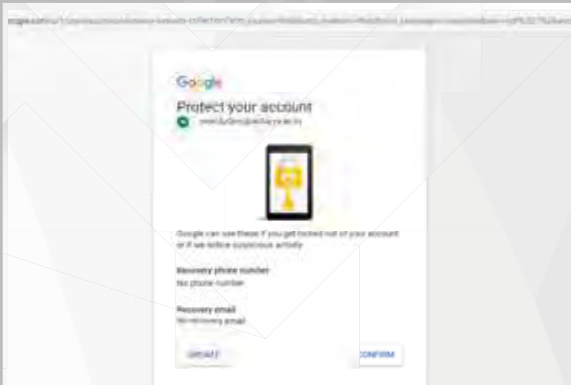 Google
Protect your account
Google can use these if you get locked out of your account
or if we notice suspicious activity
Recovery phone number
No phone number
Recovery email
No recovery email
UPDATE
CONFIRM